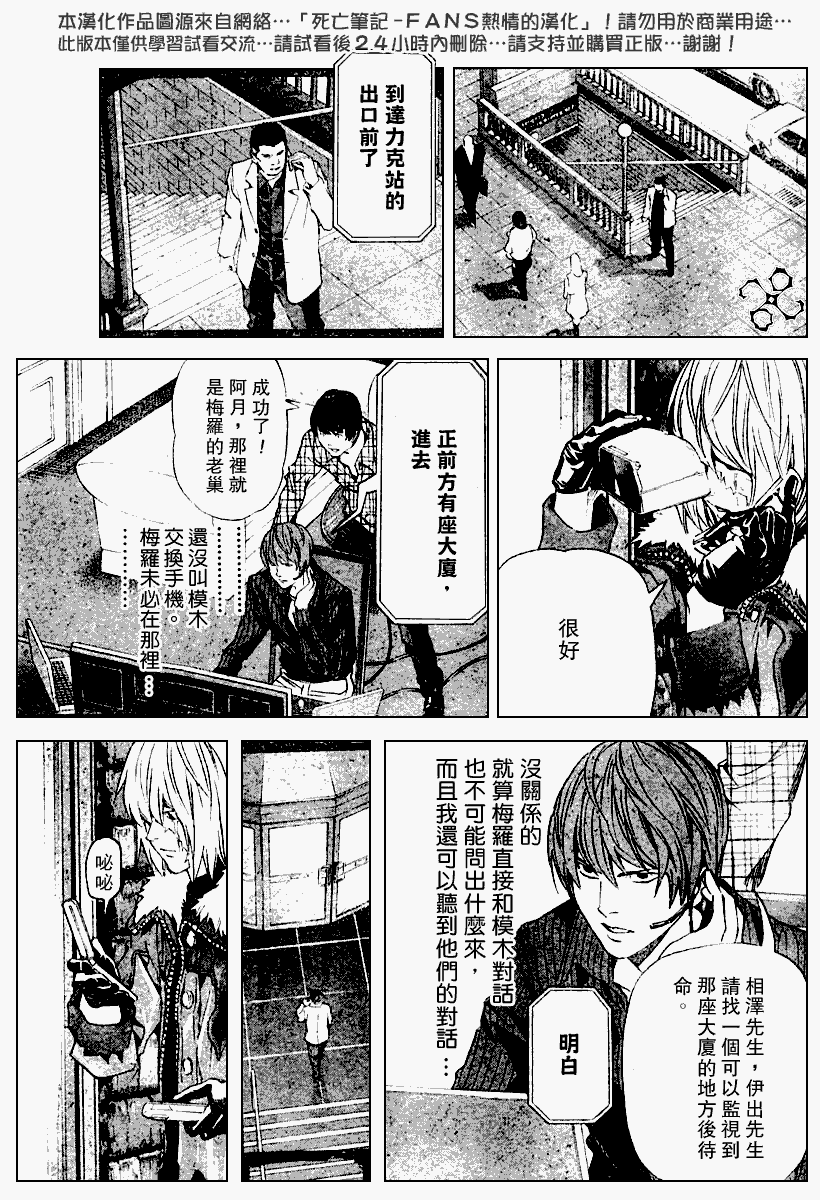 本漢化作品圖源來自網絡…「死亡筆記-FANS熱情的漢化」！請勿用於商業用途…
此版本僅供學習試看交流…請試看後24小時內刪除…請支持並購買正版…謝謝！
到達力克站的
出口前了
很好
正前方有座大廈，
進去
成功了！
阿月，那裡就
是梅羅的老巢
…………
還沒叫模木
交換手機。
梅羅未必在那裡…
…………
相澤先生，伊出先生
請找一個可以監視到
那座大廈的地方後待
命。
明白
沒關係的
就算梅羅直接和模木對話
也不可能問出什麼來，
而且我還可以聽到他們的對話…
咇
咇